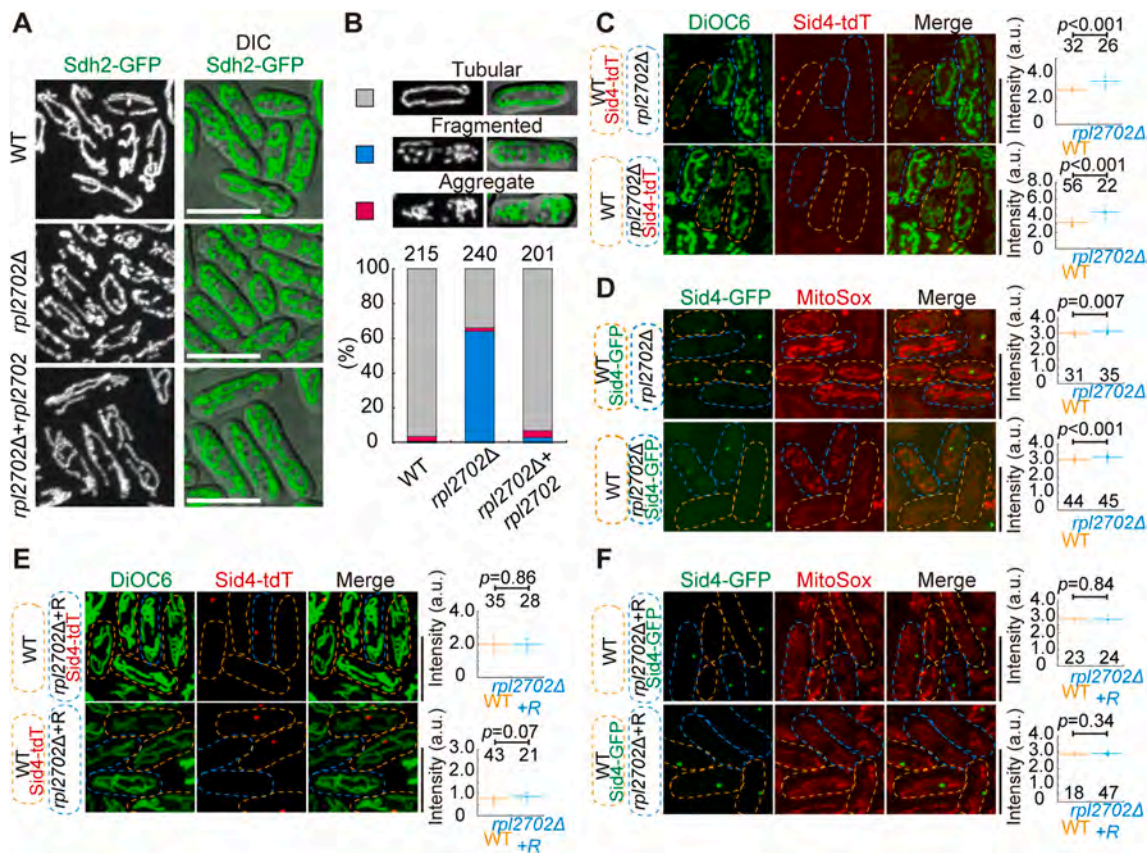 A
Sdh2-GFP
DIC
Sdh2-GFP
WT
rpl2702Δ
rpl2702Δ+rpl2702
B
Tubular
Fragmented
Aggregate
215 240 201
100
80
60
40
20
0
(%)
WT
rpl2702Δ
rpl2702Δ+
rpl2702
C
DiOC6 Sid4-tdT Merge
WT
Sid4-tdT
rpl2702Δ
Intensity (a.u.)
p<0.001
32 26
4.0
2.0
0
WT
rpl2702Δ
WT
rpl2702Δ
Sid4-tdT
Intensity (a.u.)
p<0.001
56 22
8.0
6.0
4.0
2.0
0
WT
rpl2702Δ
D
Sid4-GFP MitoSox Merge
WT
Sid4-GFP
rpl2702Δ
Intensity (a.u.)
p=0.007
4.0
3.0
2.0
1.0
0
31 35
WT
rpl2702Δ
WT
rpl2702Δ
Sid4-GFP
Intensity (a.u.)
p<0.001
4.0
3.0
2.0
1.0
0
44 45
WT
rpl2702Δ
E
DiOC6 Sid4-tdT Merge
WT
rpl2702Δ+R
Sid4-tdT
Intensity (a.u.)
p=0.86
35 28
4.0
3.0
2.0
1.0
0
WT
rpl2702Δ
+R
WT
Sid4-tdT
rpl2702Δ+R
Intensity (a.u.)
p=0.07
43 21
3.0
2.0
1.0
0
WT
rpl2702Δ
+R
F
Sid4-GFP MitoSox Merge
WT
rpl2702Δ+R
Sid4-GFP
Intensity (a.u.)
p=0.84
4.0
3.0
2.0
1.0
0
23 24
WT
rpl2702Δ
+R
WT
Sid4-GFP
rpl2702Δ+R
Intensity (a.u.)
p=0.34
4.0
3.0
2.0
1.0
0
18 47
WT
rpl2702Δ
+R